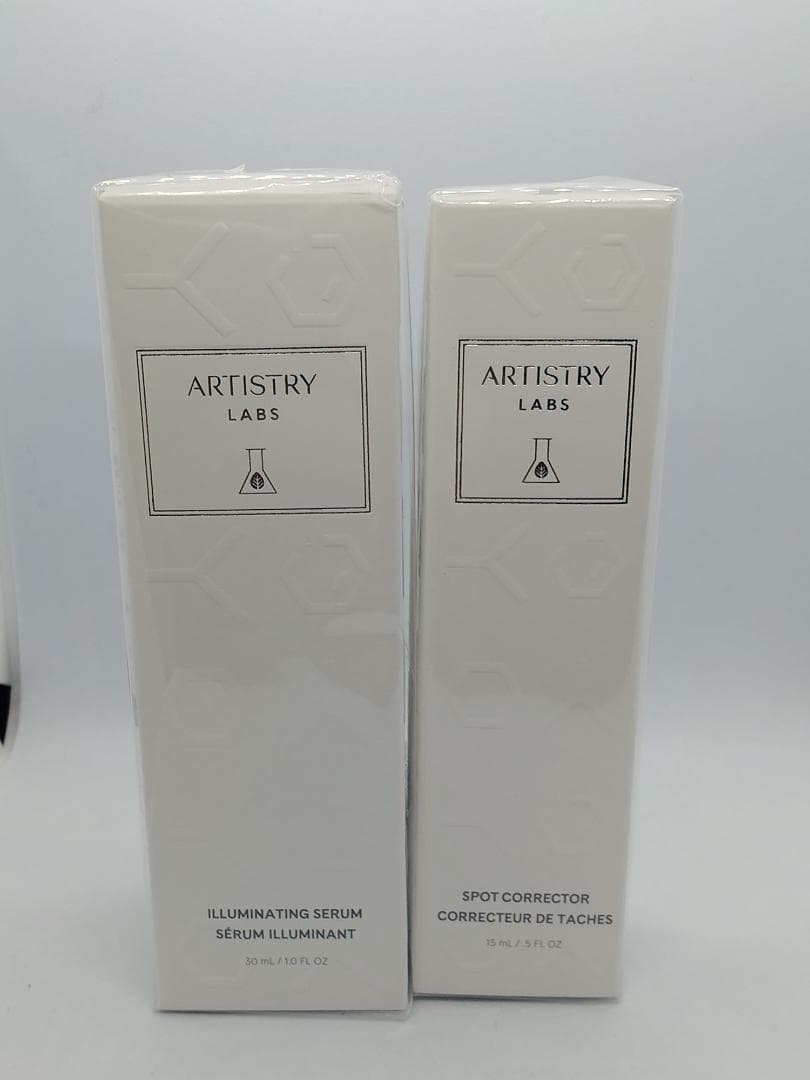 ARTISTRY
LABS
ILLUMINATING SERUM
SÉRUM ILLUMINANT
30 mL / 1.0 FL OZ
ARTISTRY
LABS
SPOT CORRECTOR
CORRECTEUR DE TACHES
15 mL / .5 FL OZ